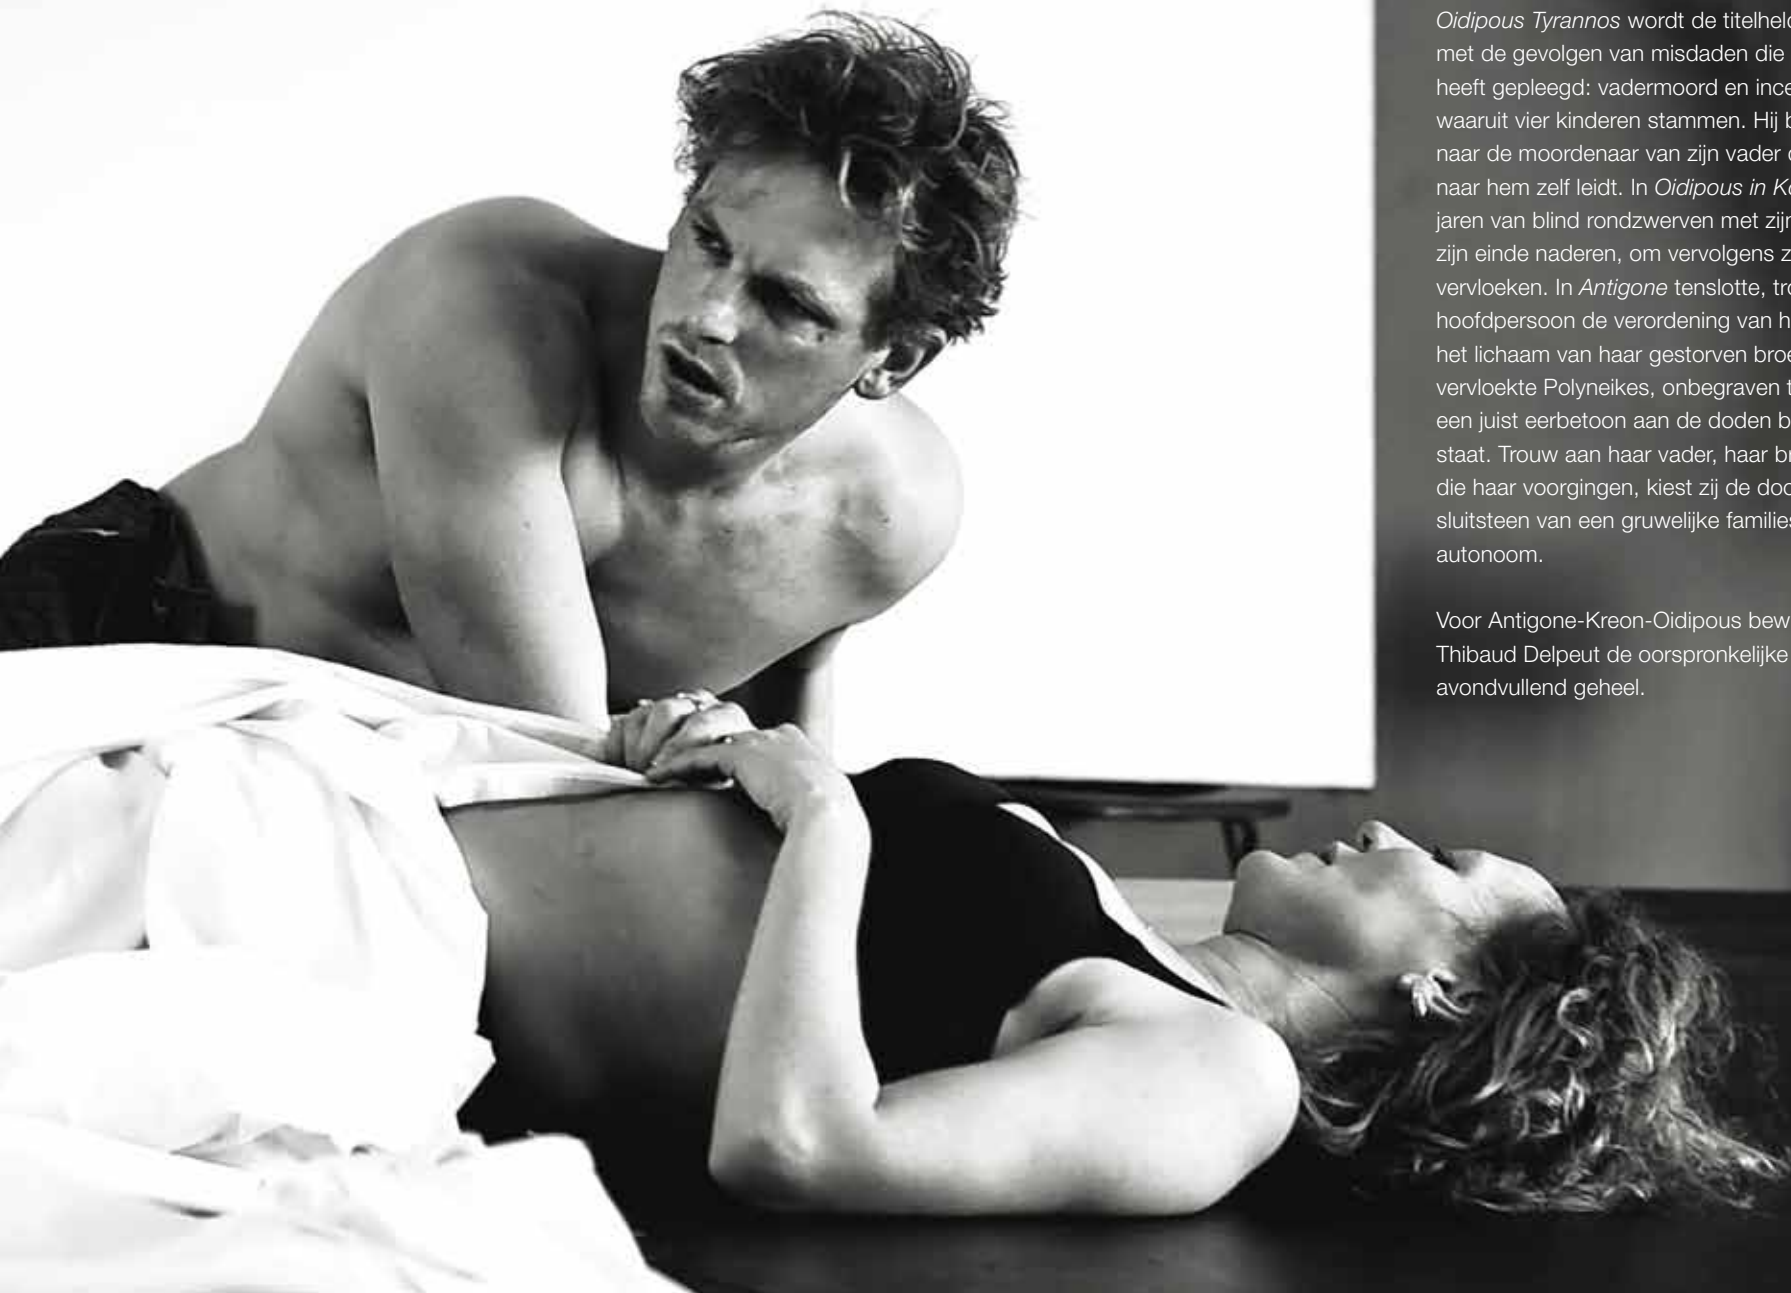 Oidipous Tyrannos wordt de titelheld
met de gevolgen van misdaden die
heeft gepleegd: vadermoord en ince
waaruit vier kinderen stammen. Hij b
naar de moordenaar van zijn vader
naar hem zelf leidt. In Oidipous in Ko
jaren van blind rondzwerven met zijn
zijn einde naderen, om vervolgens z
vervloeken. In Antigone tenslotte, tro
hoofdpersoon de verordening van h
het lichaam van haar gestorven broe
vervloekte Polyneikes, onbegraven t
een juist eerbetoon aan de doden b
staat. Trouw aan haar vader, haar br
die haar voorgingen, kiest zij de doo
sluitsteen van een gruwelijke families
autonoom.
Voor Antigone-Kreon-Oidipous bew
Thibaud Delpeut de oorspronkelijke
avondvullend geheel.